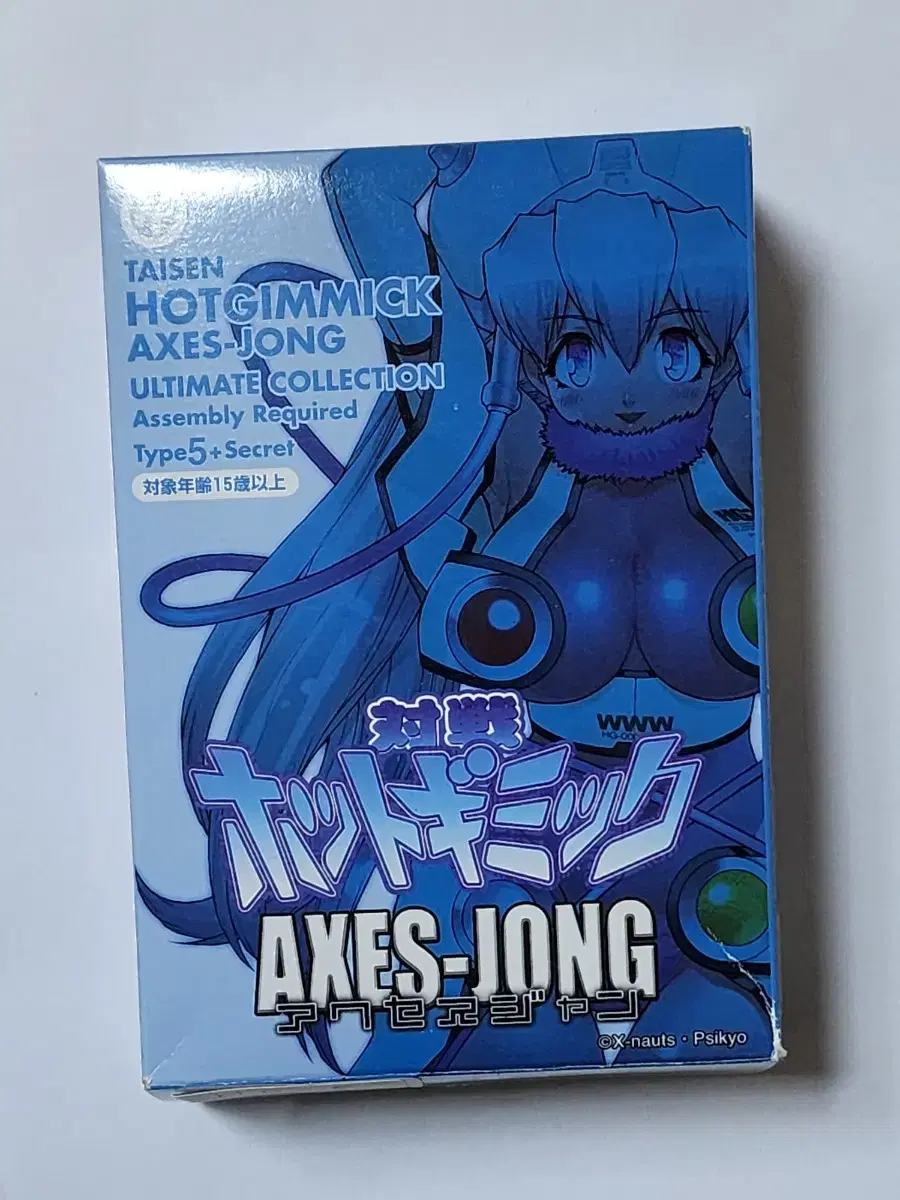 TAISEN
HOTGIMMICK
AXES-JONG
ULTIMATE COLLECTION
Assembly Required
Type5+Secret
対象年齢15歳以上
HG
WWW
対戦
ホットギミック
AXES-JONG
アクセスジャン
©X-nauts・Psikyo